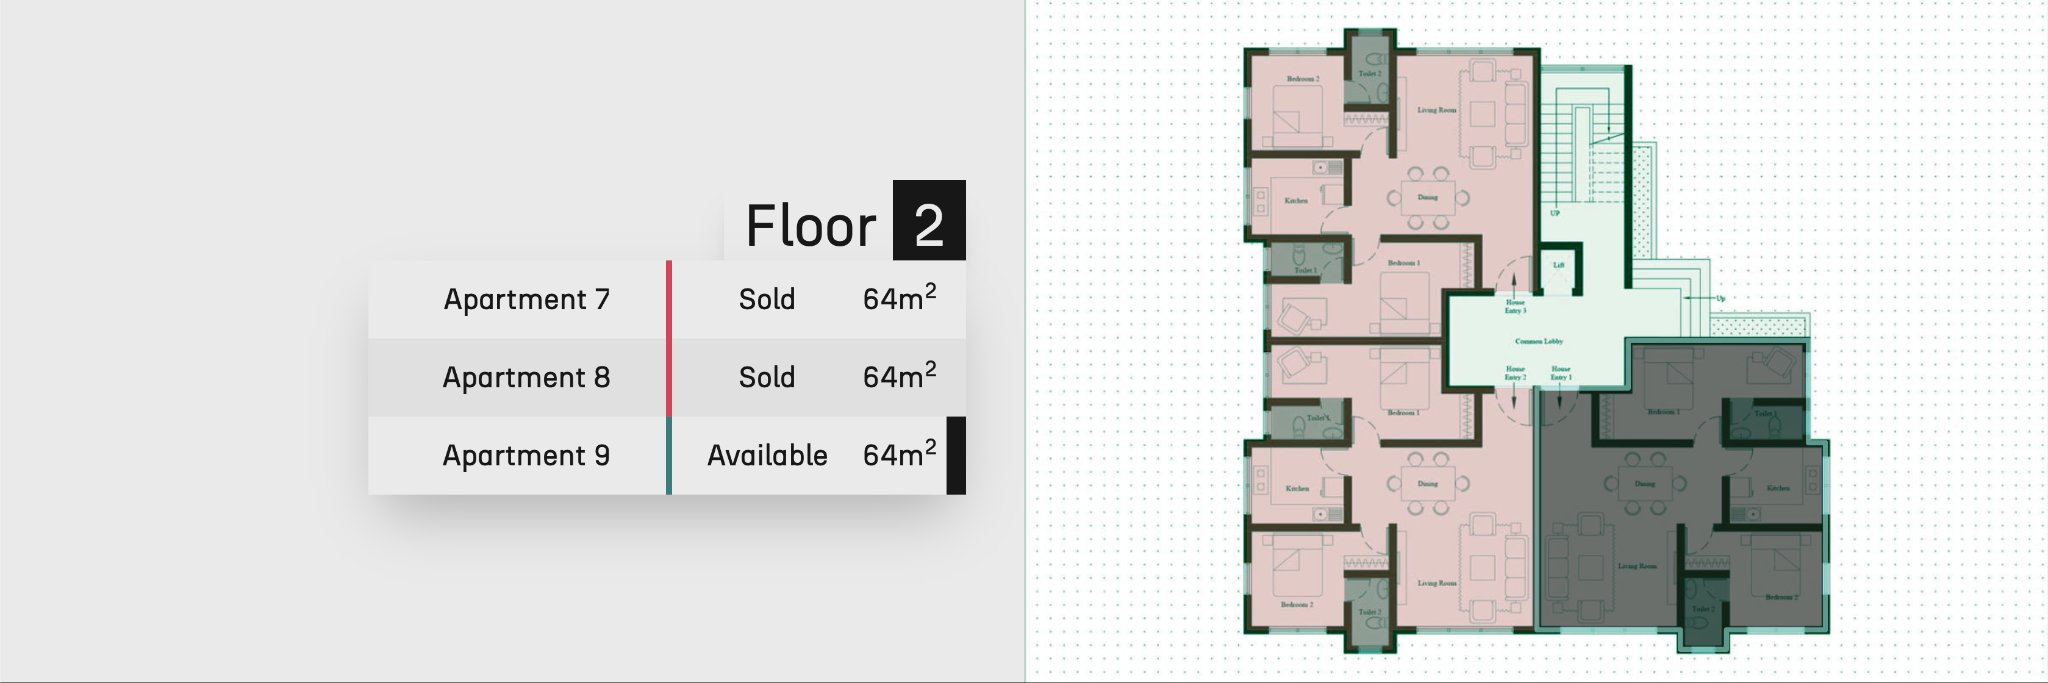 Floor 2
Apartment 7 Sold 64m²
Apartment 8 Sold 64m²
Apartment 9 Available 64m²
Toilet 2
Bedroom 2
Living Room
Kitchen
Dining
UP
Toilet 1
Bedroom 1
Lift
House
Entry 3
Up
Common Lobby
House
Entry 2
House
Entry 1
Toilet 1
Bedroom 1
Bedroom 1
Toilet 1
Kitchen
Dining
Dining
Kitchen
Living Room
Living Room
Bedroom 2
Toilet 2
Toilet 2
Bedroom 2